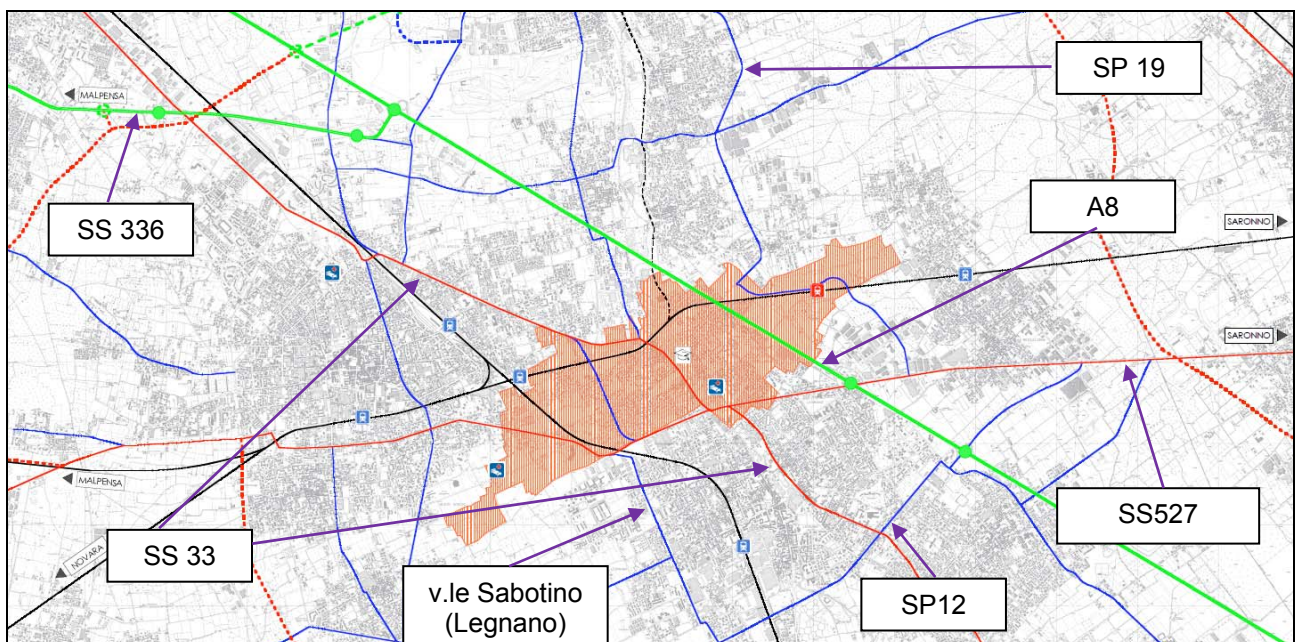 SP 19
MALPENSA
A8
SS 336
SARONNO
SARONNO
MALPENSA
SS527
SS 33
NOVARA
v.le Sabotino
(Legnano)
SP12